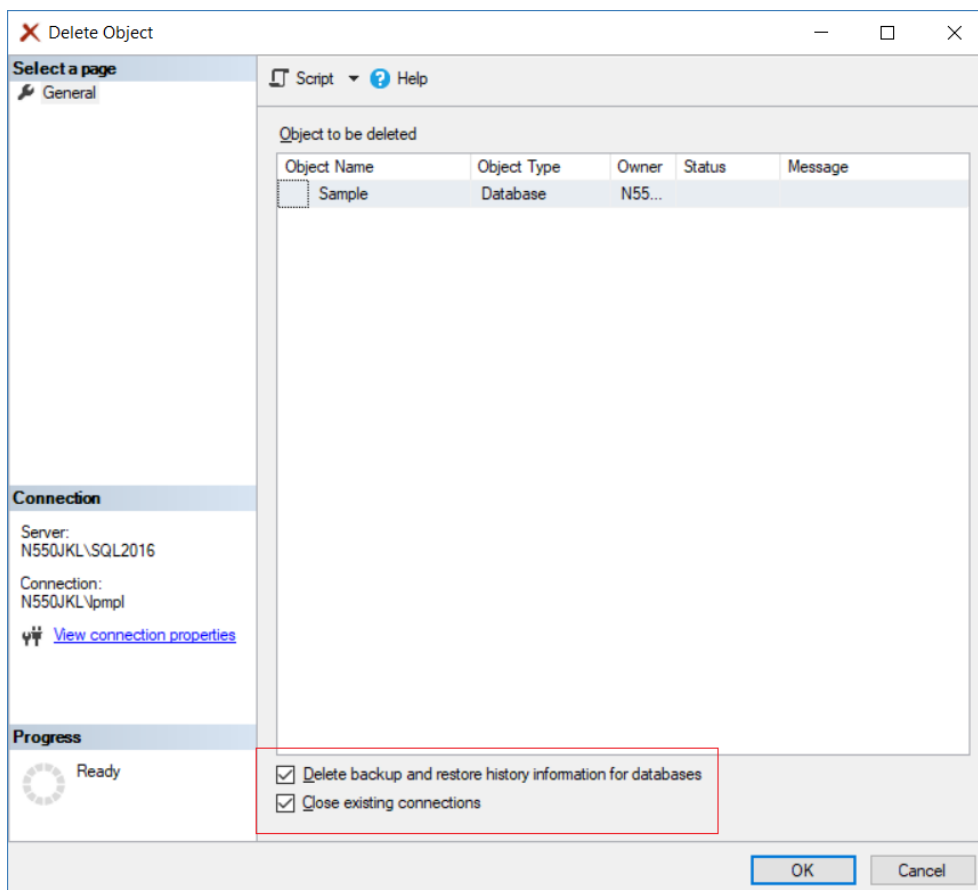 Delete Object
Select a page
General
Script Help
Object to be deleted
Object Name Object Type Owner Status Message
Sample Database N55...
Connection
Server:
N550JKL\SQL2016
Connection:
N550JKL\lpmpl
View connection properties
Progress
Ready
Delete backup and restore history information for databases
Close existing connections
OK Cancel